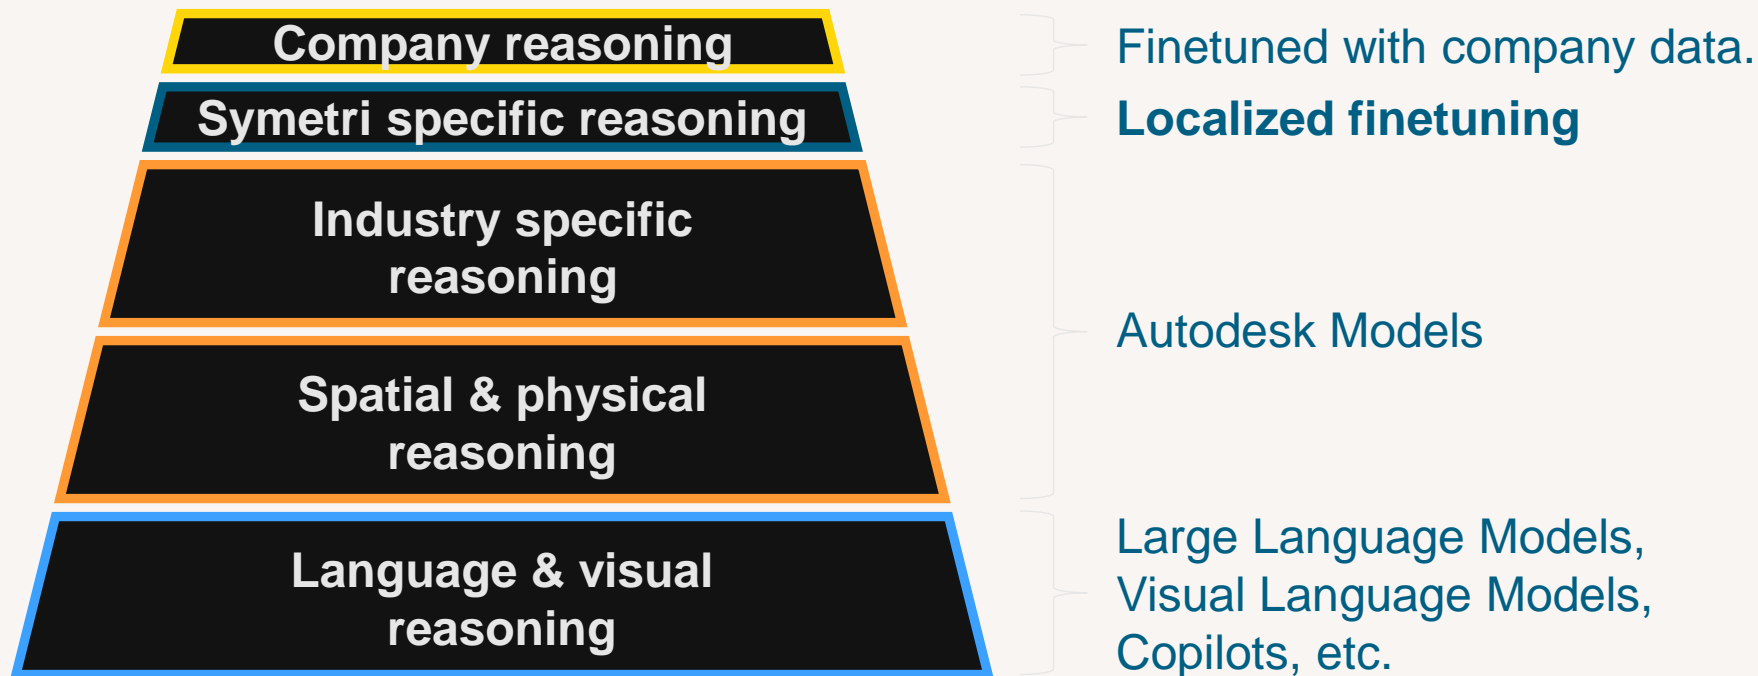 Company reasoning
Finetuned with company data.
Symetri specific reasoning
Localized finetuning
Industry specific
reasoning
Autodesk Models
Spatial & physical
reasoning
Language & visual
reasoning
Large Language Models,
Visual Language Models,
Copilots, etc.